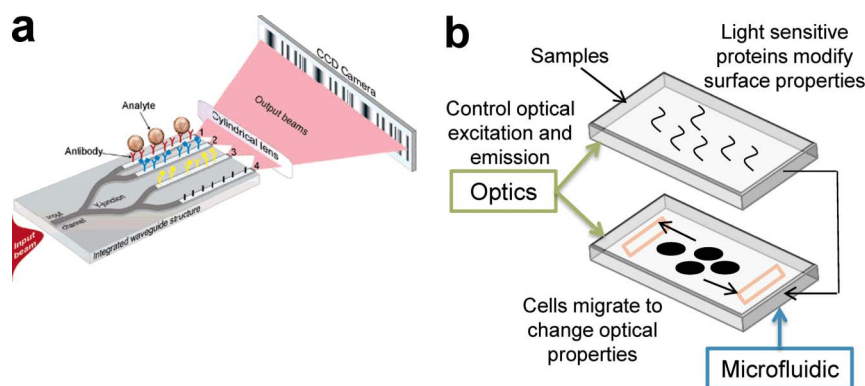 a
CCD Camera
Output beams
Cylindrical lens
Analyte
Antibody
1
2
3
4
Input
channel
Y-junction
Integrated waveguide structure
Input
beam
b
Samples
Light sensitive
proteins modify
surface properties
Control optical
excitation and
emission
Optics
Cells migrate to
change optical
properties
Microfluidic